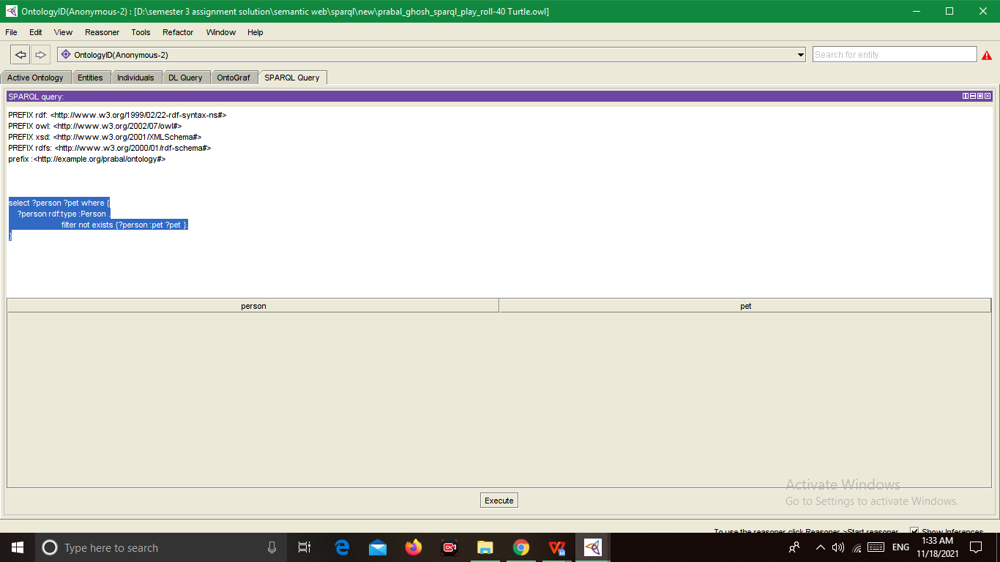 OntologyID(Anonymous-2) : [D:\semester 3 assignment solution\semantic web\sparql\new\prabal_ghosh_sparql_play_roll-40 Turtle.owl]
File Edit View Reasoner Tools Refactor Window Help
OntologyID(Anonymous-2) Search for entity
Active Ontology Entities Individuals DL Query OntoGraf SPARQL Query
SPARQL query:
PREFIX rdf: <http://www.w3.org/1999/02/22-rdf-syntax-ns#>
PREFIX owl: <http://www.w3.org/2002/07/owl#>
PREFIX xsd: <http://www.w3.org/2001/XMLSchema#>
PREFIX rdfs: <http://www.w3.org/2000/01/rdf-schema#>
prefix :<http://example.org/prabal/ontology#>
select ?person ?pet where {
?person rdf:type :Person .
filter not exists {?person :pet ?pet }.
}
person pet
Execute
Activate Windows
Go to Settings to activate Windows.
To use the reasoner click Reasoner->Start reasoner Show Inferences
Type here to search
ENG
1:33 AM
11/18/2021